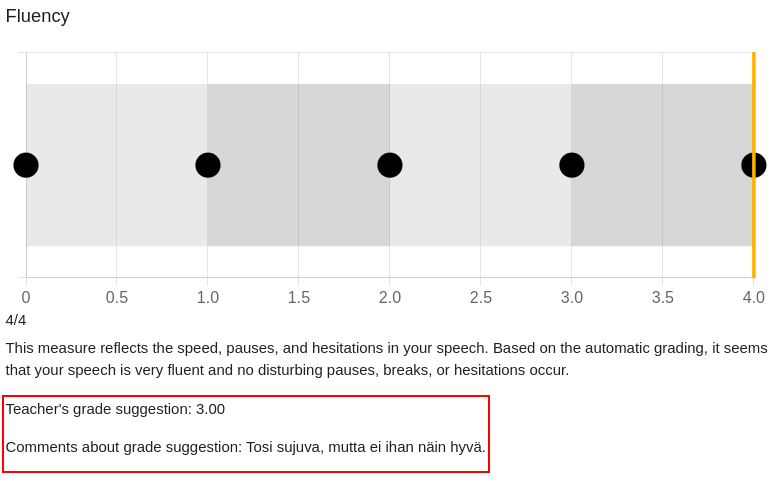 Fluency
0 0.5 1.0 1.5 2.0 2.5 3.0 3.5 4.0
4/4
This measure reflects the speed, pauses, and hesitations in your speech. Based on the automatic grading, it seems
that your speech is very fluent and no disturbing pauses, breaks, or hesitations occur.
Teacher's grade suggestion: 3.00
Comments about grade suggestion: Tosi sujuva, mutta ei ihan näin hyvä.